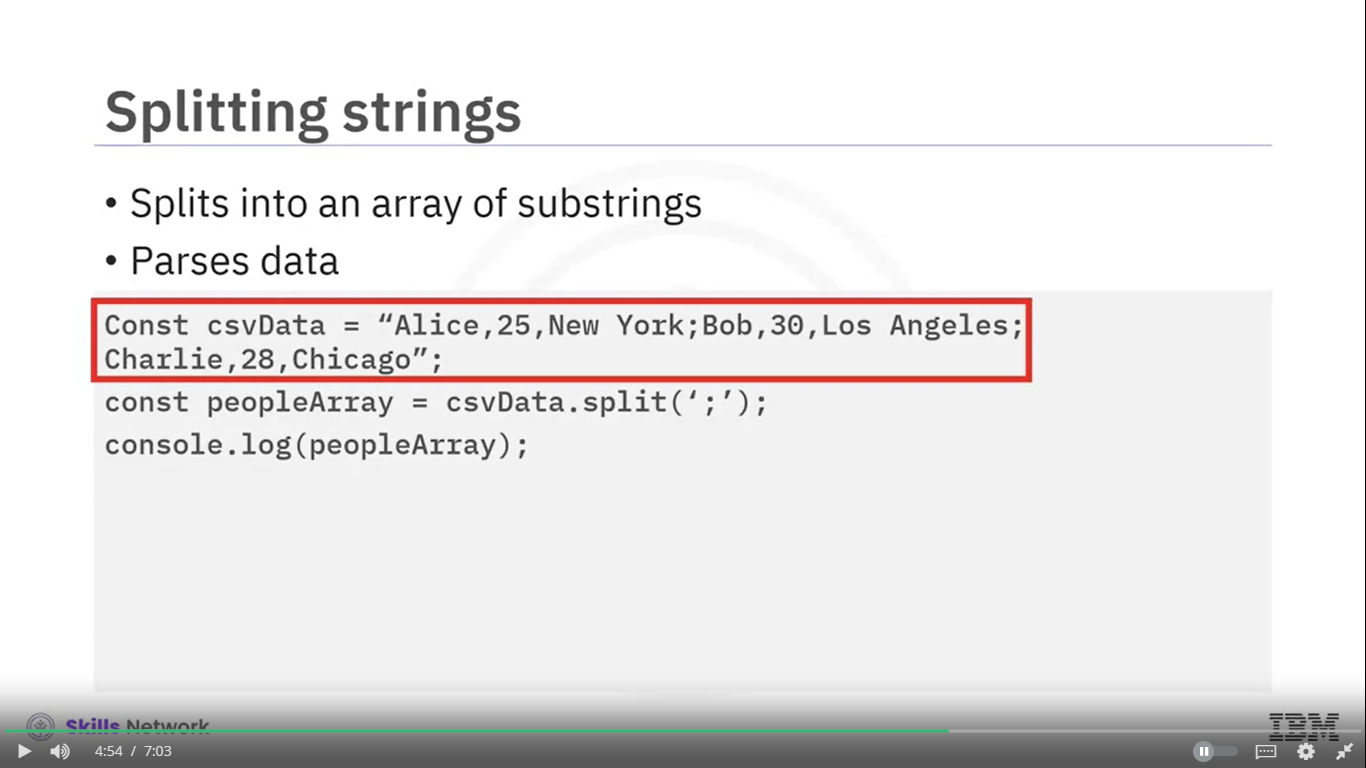 Splitting strings
• Splits into an array of substrings
• Parses data
Const csvData = “Alice,25,New York;Bob,30,Los Angeles;
Charlie,28,Chicago”;
const peopleArray = csvData.split(‘;’);
console.log(peopleArray);
Skills Network
IBM
4:54 / 7:03